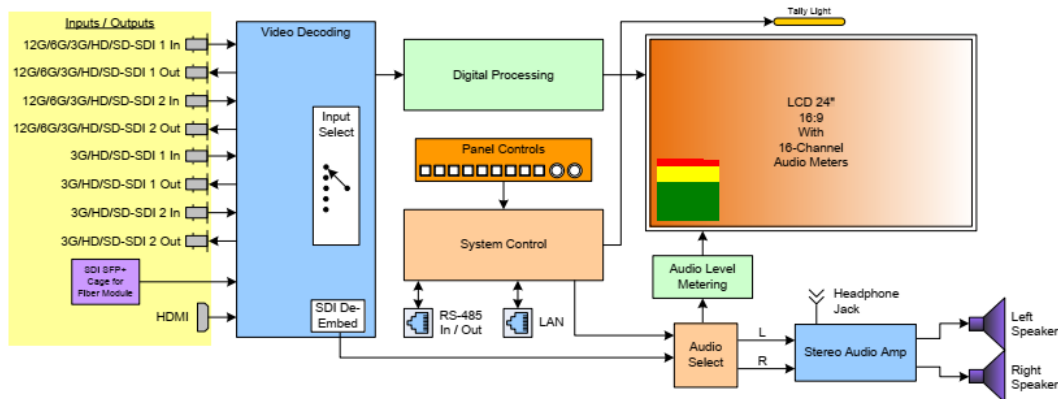 Inputs / Outputs
12G/6G/3G/HD/SD-SDI 1 In
12G/6G/3G/HD/SD-SDI 1 Out
12G/6G/3G/HD/SD-SDI 2 In
12G/6G/3G/HD/SD-SDI 2 Out
3G/HD/SD-SDI 1 In
3G/HD/SD-SDI 1 Out
3G/HD/SD-SDI 2 In
3G/HD/SD-SDI 2 Out
SDI SFP+
Cage for
Fiber Module
HDMI
Video Decoding
Input
Select
SDI De-
Embed
Digital Processing
Panel Controls
System Control
RS-485
In / Out
LAN
Tally Light
LCD 24"
16:9
With
16-Channel
Audio Meters
Audio Level
Metering
Audio
Select
L
R
Headphone
Jack
Stereo Audio Amp
Left
Speaker
Right
Speaker